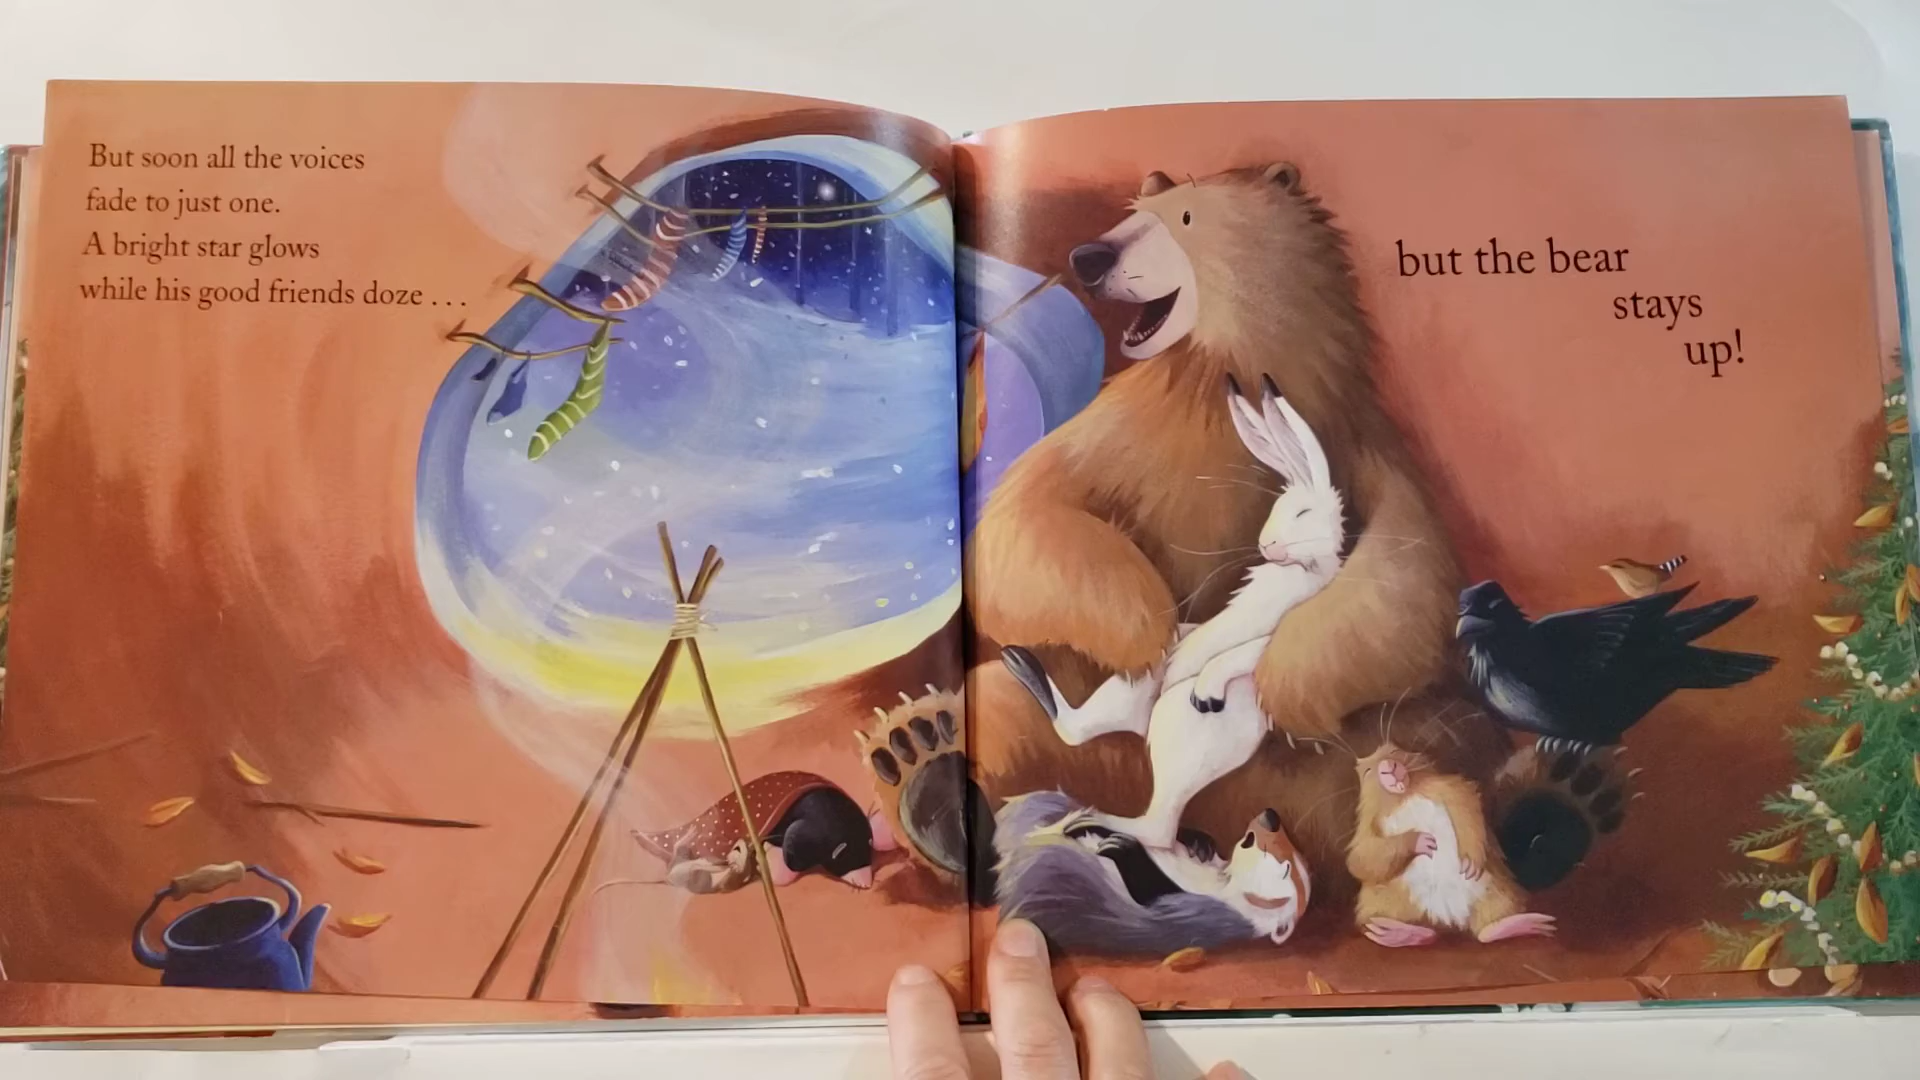 But soon all the voices
fade to just one.
A bright star glows
while his good friends doze . . .
but the bear
stays
up!